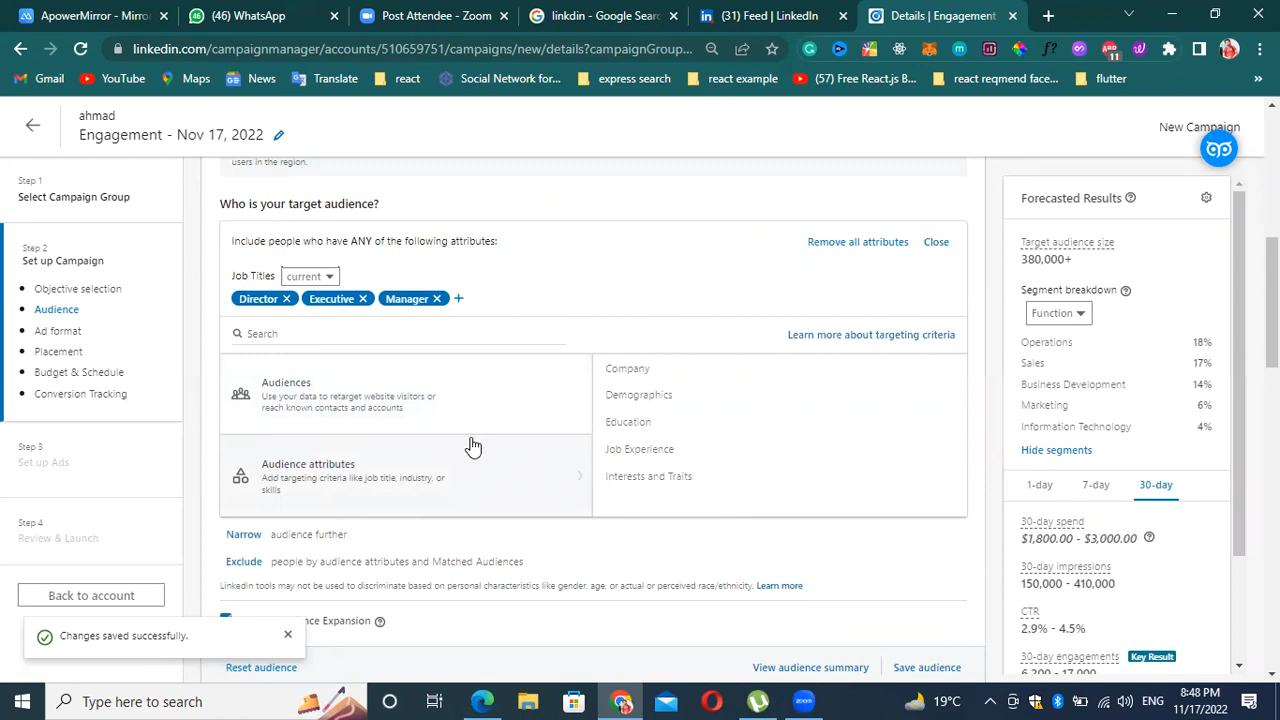 ApowerMirror - Mirror
(46) WhatsApp
Post Attendee - Zoom
linkdin - Google Sear
(31) Feed | LinkedIn
Details | Engagement
linkedin.com/campaignmanager/accounts/510659751/campaigns/new/details?campaignGroup...
11
Gmail
YouTube
Maps
News
Translate
react
Social Network for...
express search
react example
(57) Free React.js B...
react reqmend face...
flutter
ahmad
Engagement - Nov 17, 2022
New Campaign
Step 1
Select Campaign Group
Step 2
Set up Campaign
Objective selection
Audience
Ad format
Placement
Budget & Schedule
Conversion Tracking
Step 3
Set up Ads
Step 4
Review & Launch
Back to account
Changes saved successfully.
users in the region.
Who is your target audience?
Include people who have ANY of the following attributes:
Remove all attributes
Close
Job Titles
current
Director
Executive
Manager
Search
Learn more about targeting criteria
Audiences
Use your data to retarget website visitors or
reach known contacts and accounts
Audience attributes
Add targeting criteria like job title, industry, or
skills
Company
Demographics
Education
Job Experience
Interests and Traits
Narrow audience further
Exclude people by audience attributes and Matched Audiences
LinkedIn tools may not be used to discriminate based on personal characteristics like gender, age, or actual or perceived race/ethnicity. Learn more
Expansion
Reset audience
View audience summary
Save audience
Forecasted Results
Target audience size
380,000+
Segment breakdown
Function
Operations 18%
Sales 17%
Business Development 14%
Marketing 6%
Information Technology 4%
Hide segments
1-day
7-day
30-day
30-day spend
$1,800.00 - $3,000.00
30-day impressions
150,000 - 410,000
CTR
2.9% - 4.5%
30-day engagements
Key Result
Type here to search
zoom
19°C
ENG
8:48 PM
11/17/2022